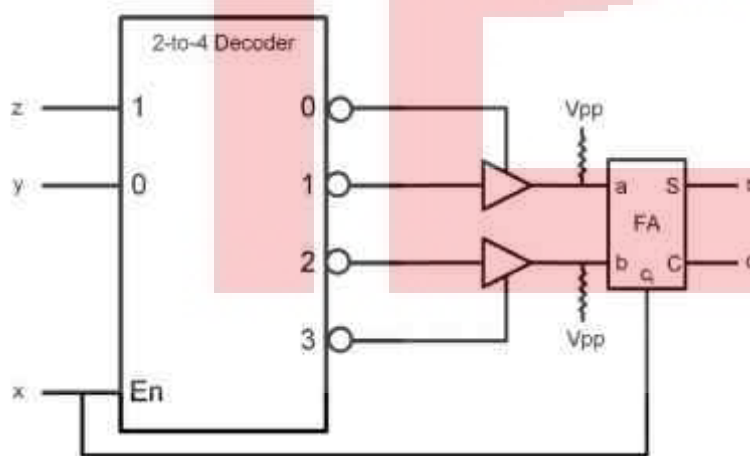 2-to-4 Decoder
z 1 0
Vpp
y 0 1 a S
FA
2 b C
cᵢ
3 Vpp
x En